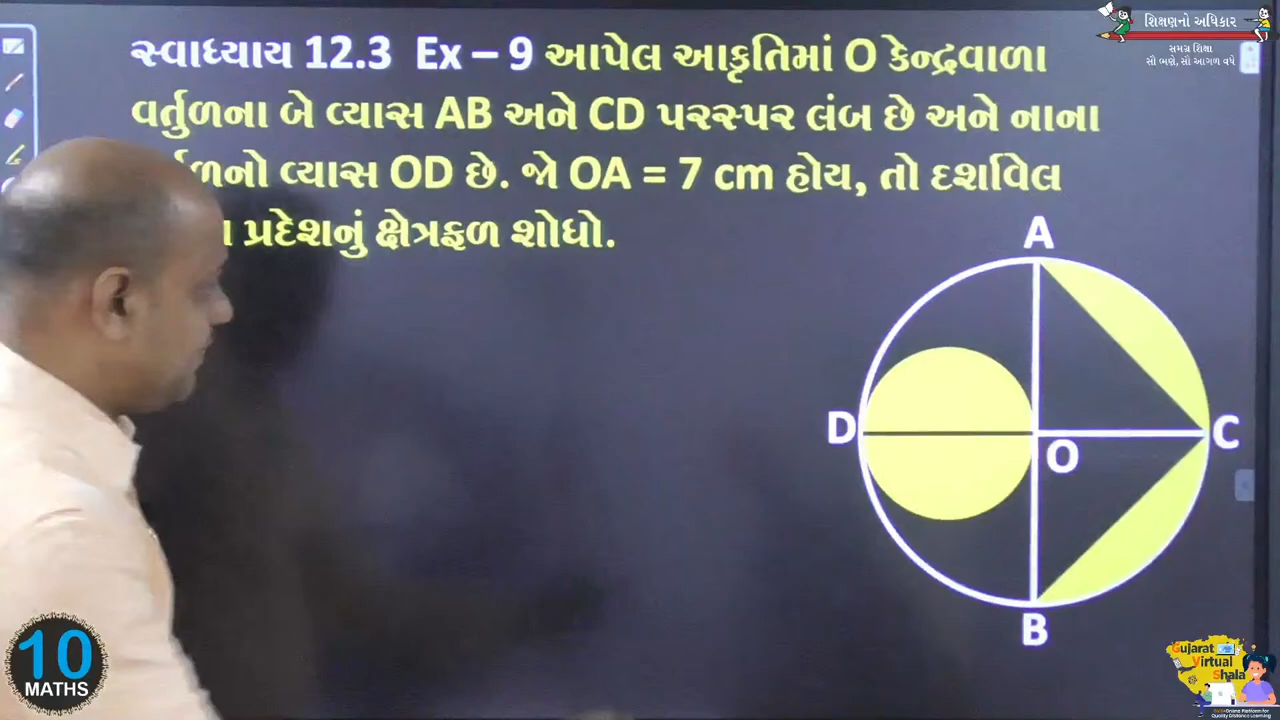 શિક્ષણનો અધિકાર
સમગ્ર શિક્ષા
સૌ ભણે, સૌ આગળ વધે
સ્વાધ્યાય 12.3 Ex – 9 આપેલ આકૃતિમાં O કેન્દ્રવાળા
વર્તુળના બે વ્યાસ AB અને CD પરસ્પર લંબ છે અને નાના
વ્યાસ OD છે. જો OA = 7 cm હોય, તો દર્શાવેલ
પ્રદેશનું ક્ષેત્રફળ શોધો.
A
D
C
O
B
10
MATHS
Gujarat
Virtual
Shala